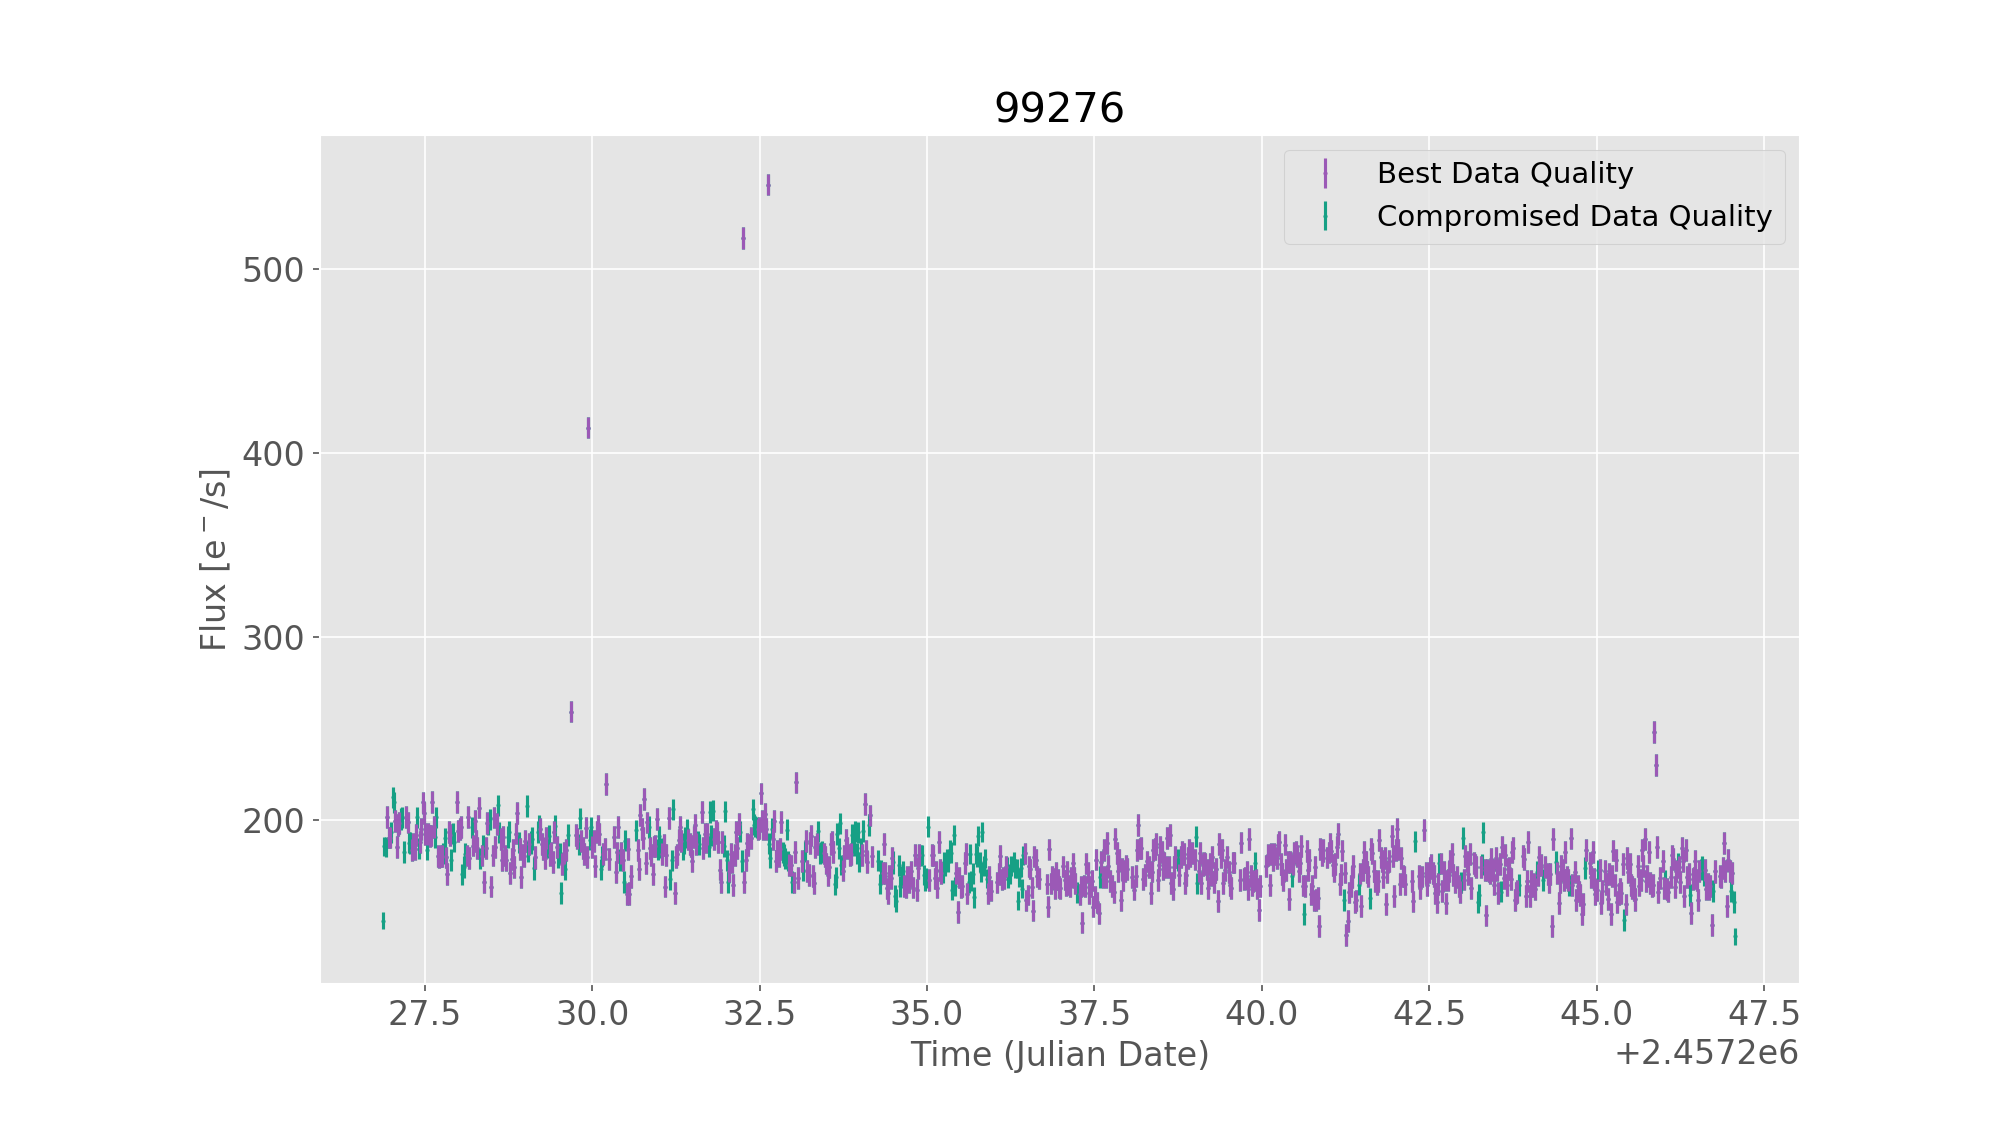 99276
Best Data Quality
Compromised Data Quality
500
400
300
200
Flux [e⁻/s]
27.5 30.0 32.5 35.0 37.5 40.0 42.5 45.0 47.5
Time (Julian Date)
+2.4572e6